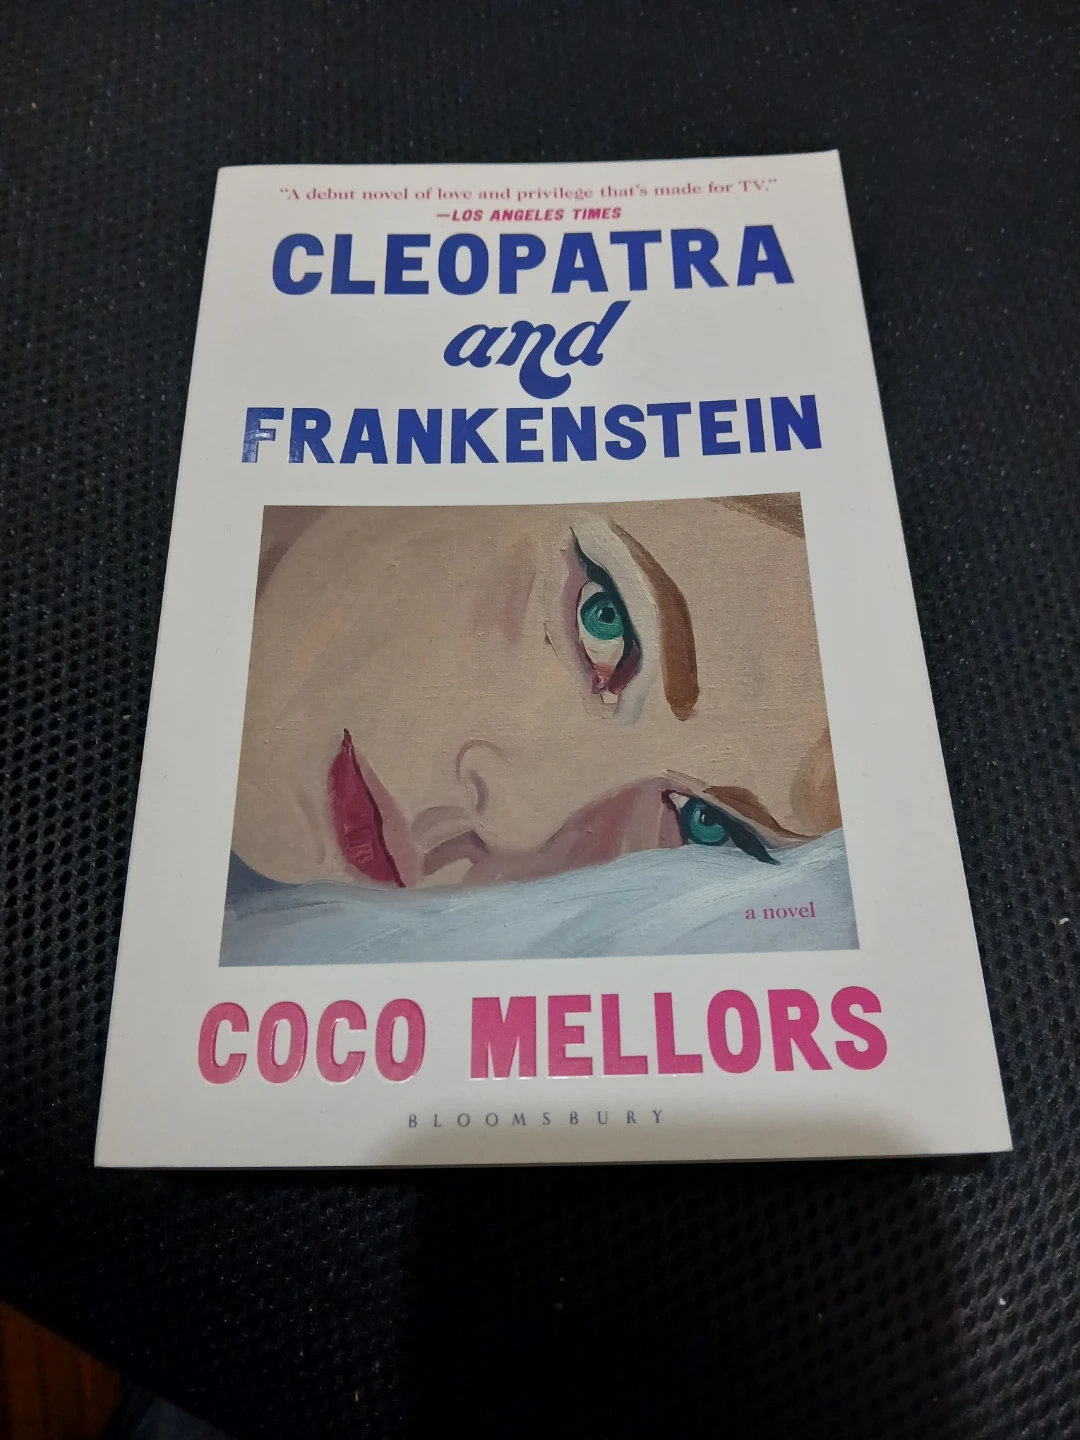 “A debut novel of love and privilege that's made for TV.”
—LOS ANGELES TIMES
CLEOPATRA
and
FRANKENSTEIN
a novel
COCO MELLORS
BLOOMSBURY